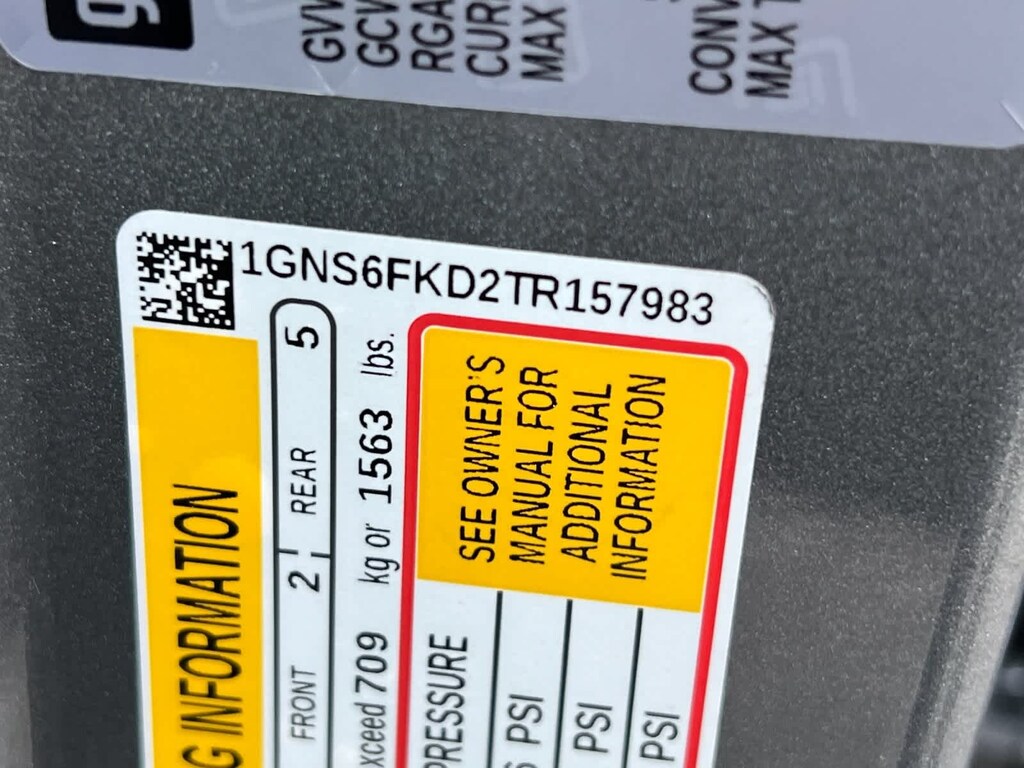 GVW
GCW
RGA
CUR
MAX
CONV
MAX T
1GNS6FKD2TR157983
G INFORMATION
FRONT 2 REAR 5
xceed 709 kg or 1563 lbs.
PRESSURE
PSI
PSI
PSI
SEE OWNER'S
MANUAL FOR
ADDITIONAL
INFORMATION